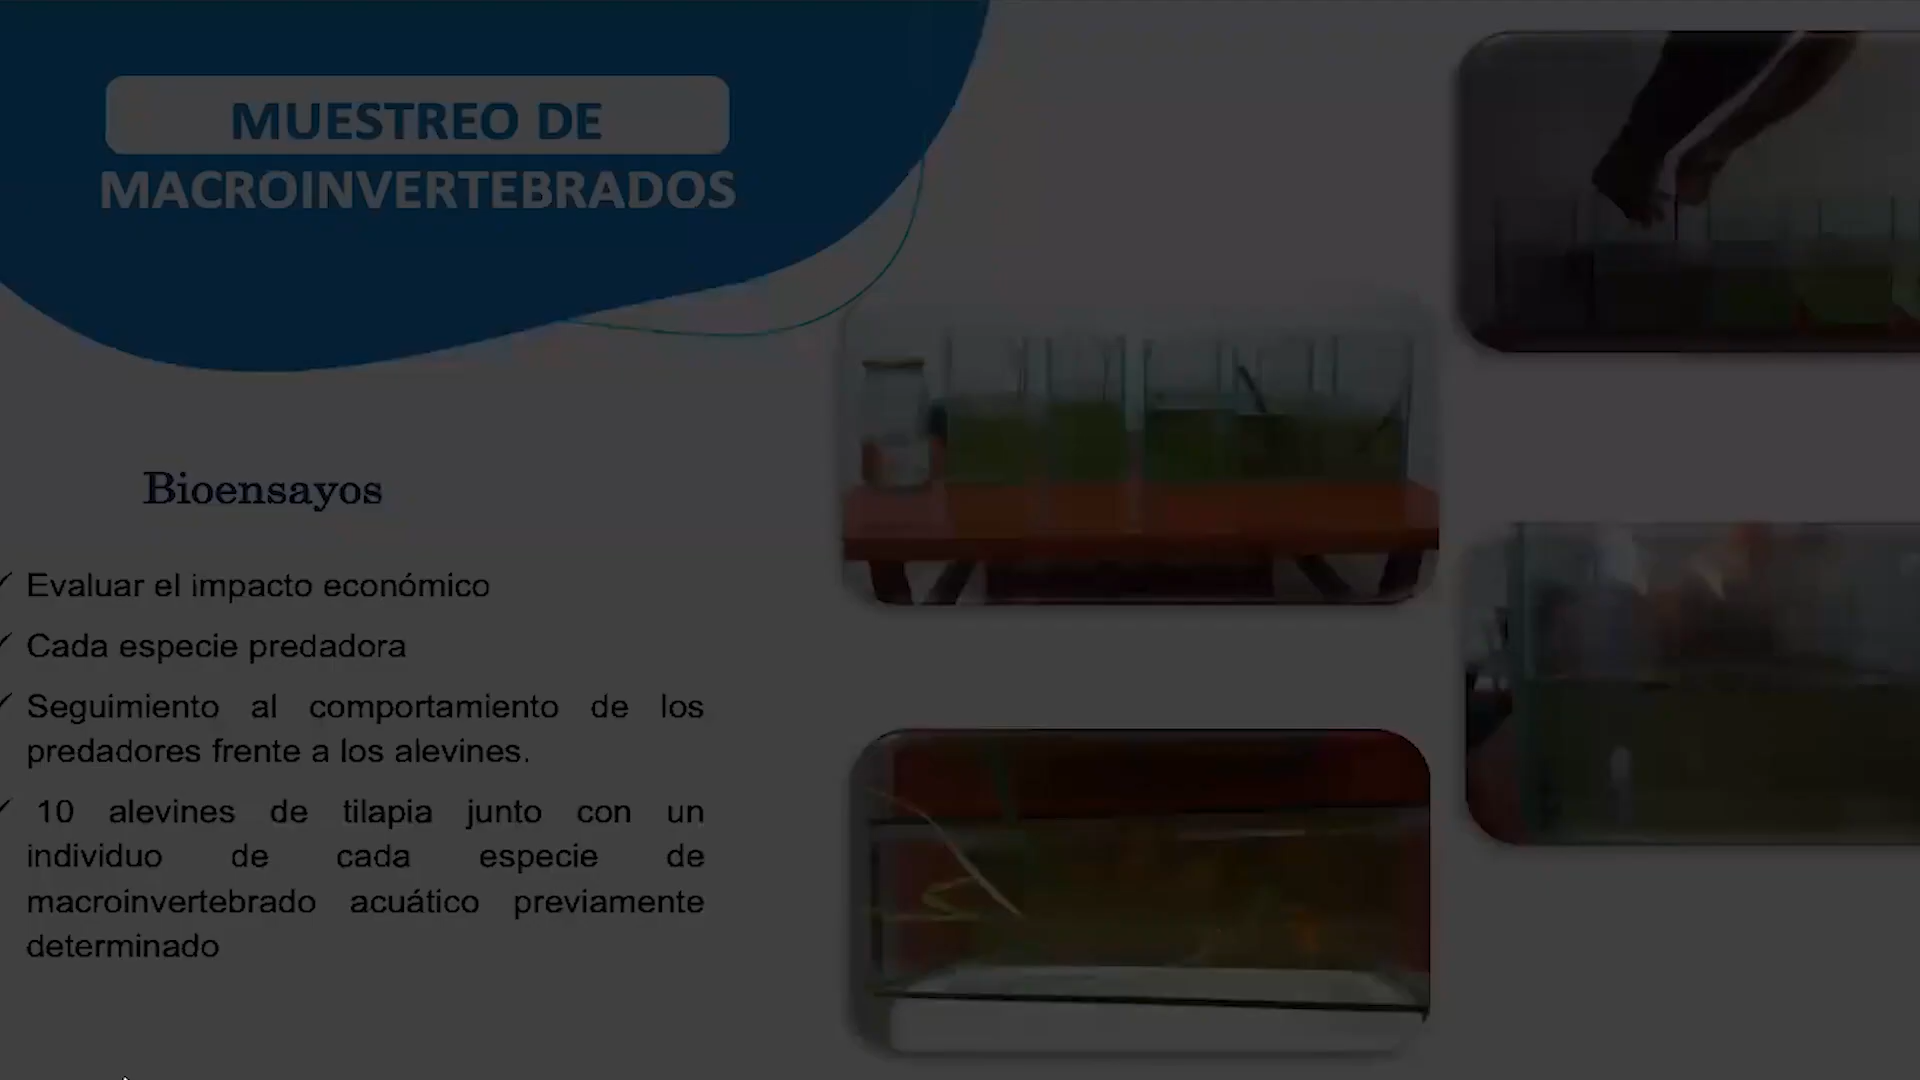 MUESTREO DE
MACROINVERTEBRADOS
Bioensayos
✓ Evaluar el impacto económico
✓ Cada especie predadora
✓ Seguimiento al comportamiento de los
predadores frente a los alevines.
✓ 10 alevines de tilapia junto con un
individuo de cada especie de
macroinvertebrado acuático previamente
determinado